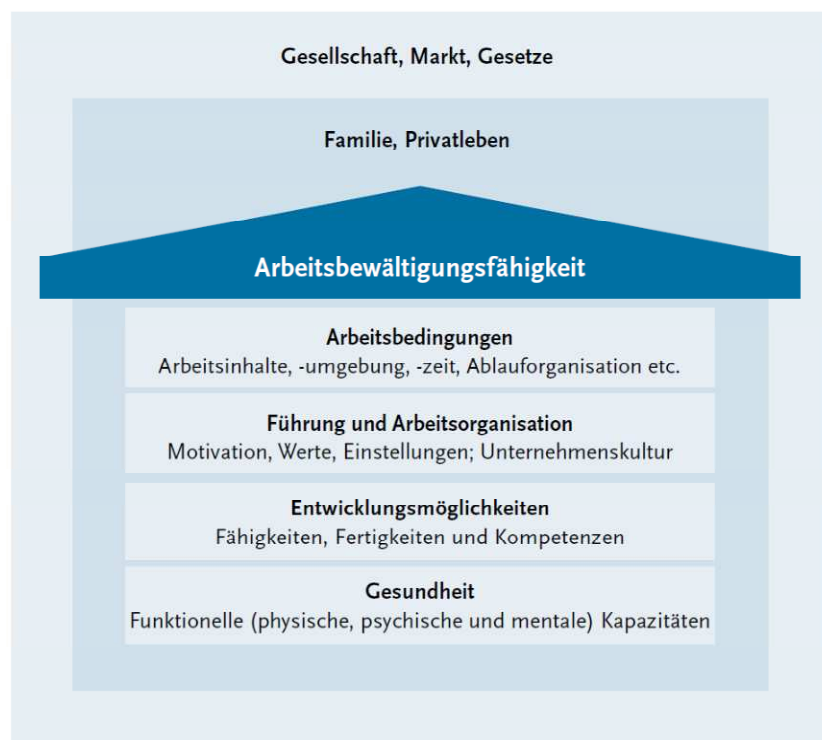 Gesellschaft, Markt, Gesetze
Familie, Privatleben
Arbeitsbewältigungsfähigkeit
Arbeitsbedingungen
Arbeitsinhalte, -umgebung, -zeit, Ablauforganisation etc.
Führung und Arbeitsorganisation
Motivation, Werte, Einstellungen; Unternehmenskultur
Entwicklungsmöglichkeiten
Fähigkeiten, Fertigkeiten und Kompetenzen
Gesundheit
Funktionelle (physische, psychische und mentale) Kapazitäten